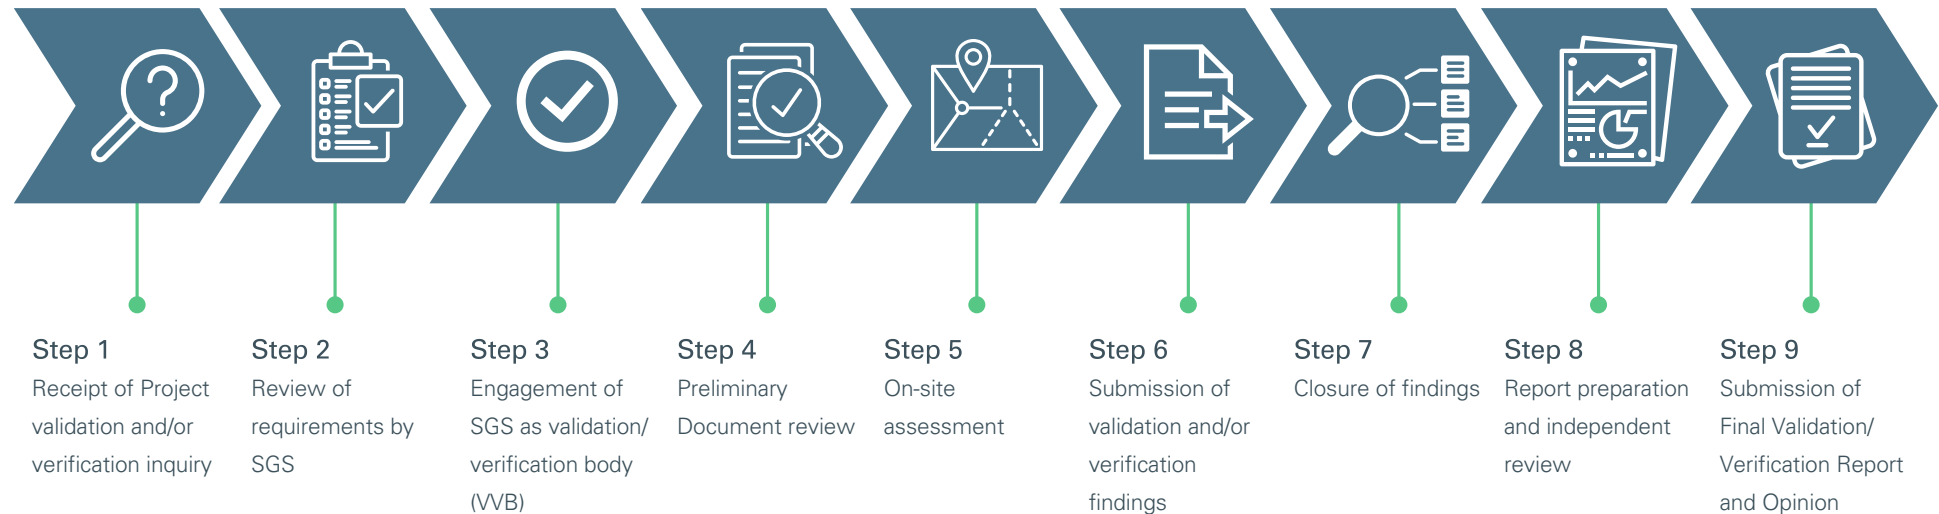 Step 1
Receipt of Project
validation and/or
verification inquiry
Step 2
Review of
requirements by
SGS
Step 3
Engagement of
SGS as validation/
verification body
(VVB)
Step 4
Preliminary
Document review
Step 5
On-site
assessment
Step 6
Submission of
validation and/or
verification
findings
Step 7
Closure of findings
Step 8
Report preparation
and independent
review
Step 9
Submission of
Final Validation/
Verification Report
and Opinion